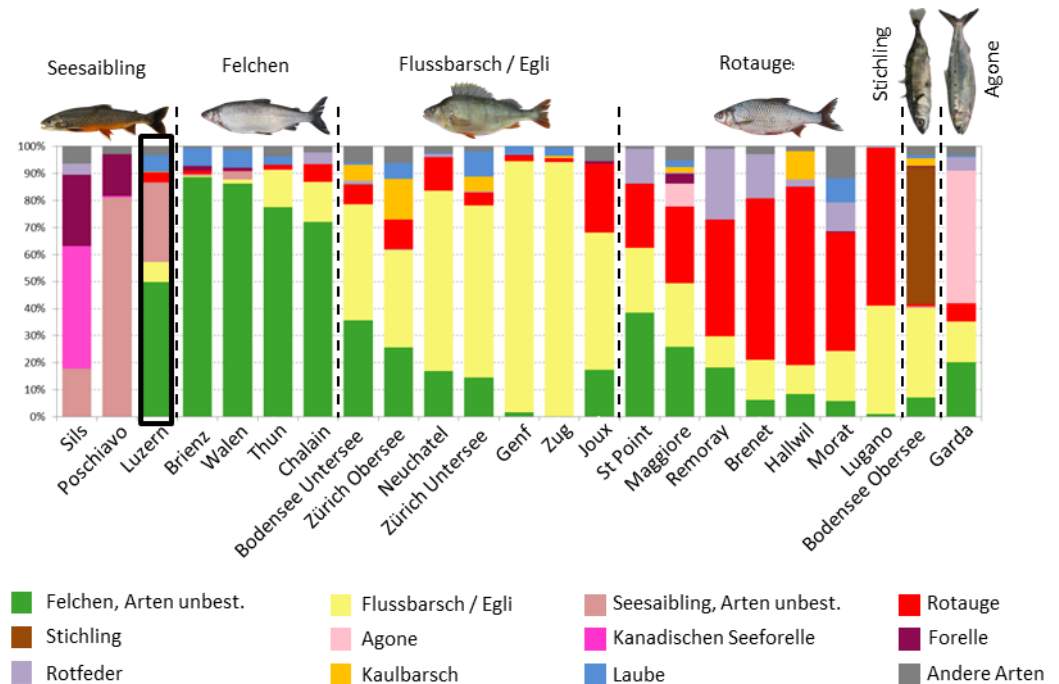 Seesaibling
Felchen
Flussbarsch / Egli
Rotauge:
Stichling
Agone
100%
90%
80%
70%
60%
50%
40%
30%
20%
10%
0%
Sils
Poschiavo
Luzern
Brienz
Walen
Thun
Chalain
Bodensee Untersee
Zürich Obersee
Neuchatel
Zürich Untersee
Genf
Zug
Joux
St Point
Maggiore
Remoray
Brenet
Hallwil
Morat
Lugano
Bodensee Obersee
Garda
Felchen, Arten unbest.
Flussbarsch / Egli
Seesaibling, Arten unbest.
Rotauge
Stichling
Agone
Kanadischen Seeforelle
Forelle
Rotfeder
Kaulbarsch
Laube
Andere Arten